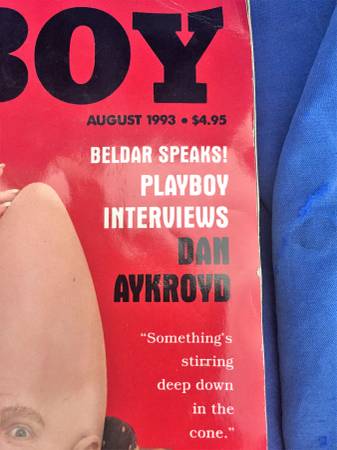 BOY
AUGUST 1993 • $4.95
BELDAR SPEAKS!
PLAYBOY
INTERVIEWS
DAN
AYKROYD
“Something’s
stirring
deep down
in the
cone.”